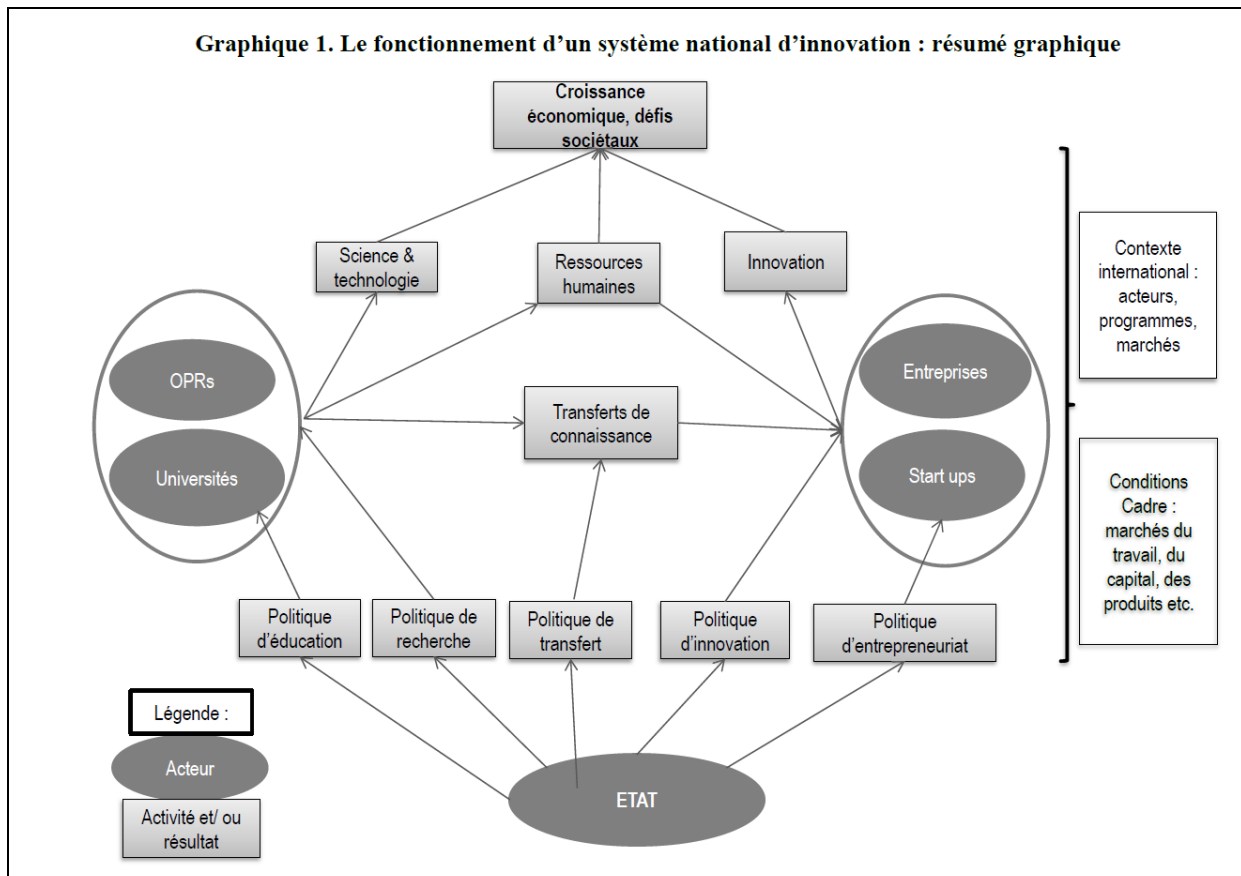 Graphique 1. Le fonctionnement d'un système national d'innovation : résumé graphique
Croissance
économique, défis
sociétaux
Science &
technologie
Ressources
humaines
Innovation
Contexte
international :
acteurs,
programmes,
marchés
OPRs
Universités
Transferts de
connaissance
Entreprises
Start ups
Conditions
Cadre :
marchés du
travail, du
capital, des
produits etc.
Politique
d'éducation
Politique de
recherche
Politique de
transfert
Politique
d'innovation
Politique
d'entrepreneuriat
Légende :
Acteur
Activité et/ ou
résultat
ETAT